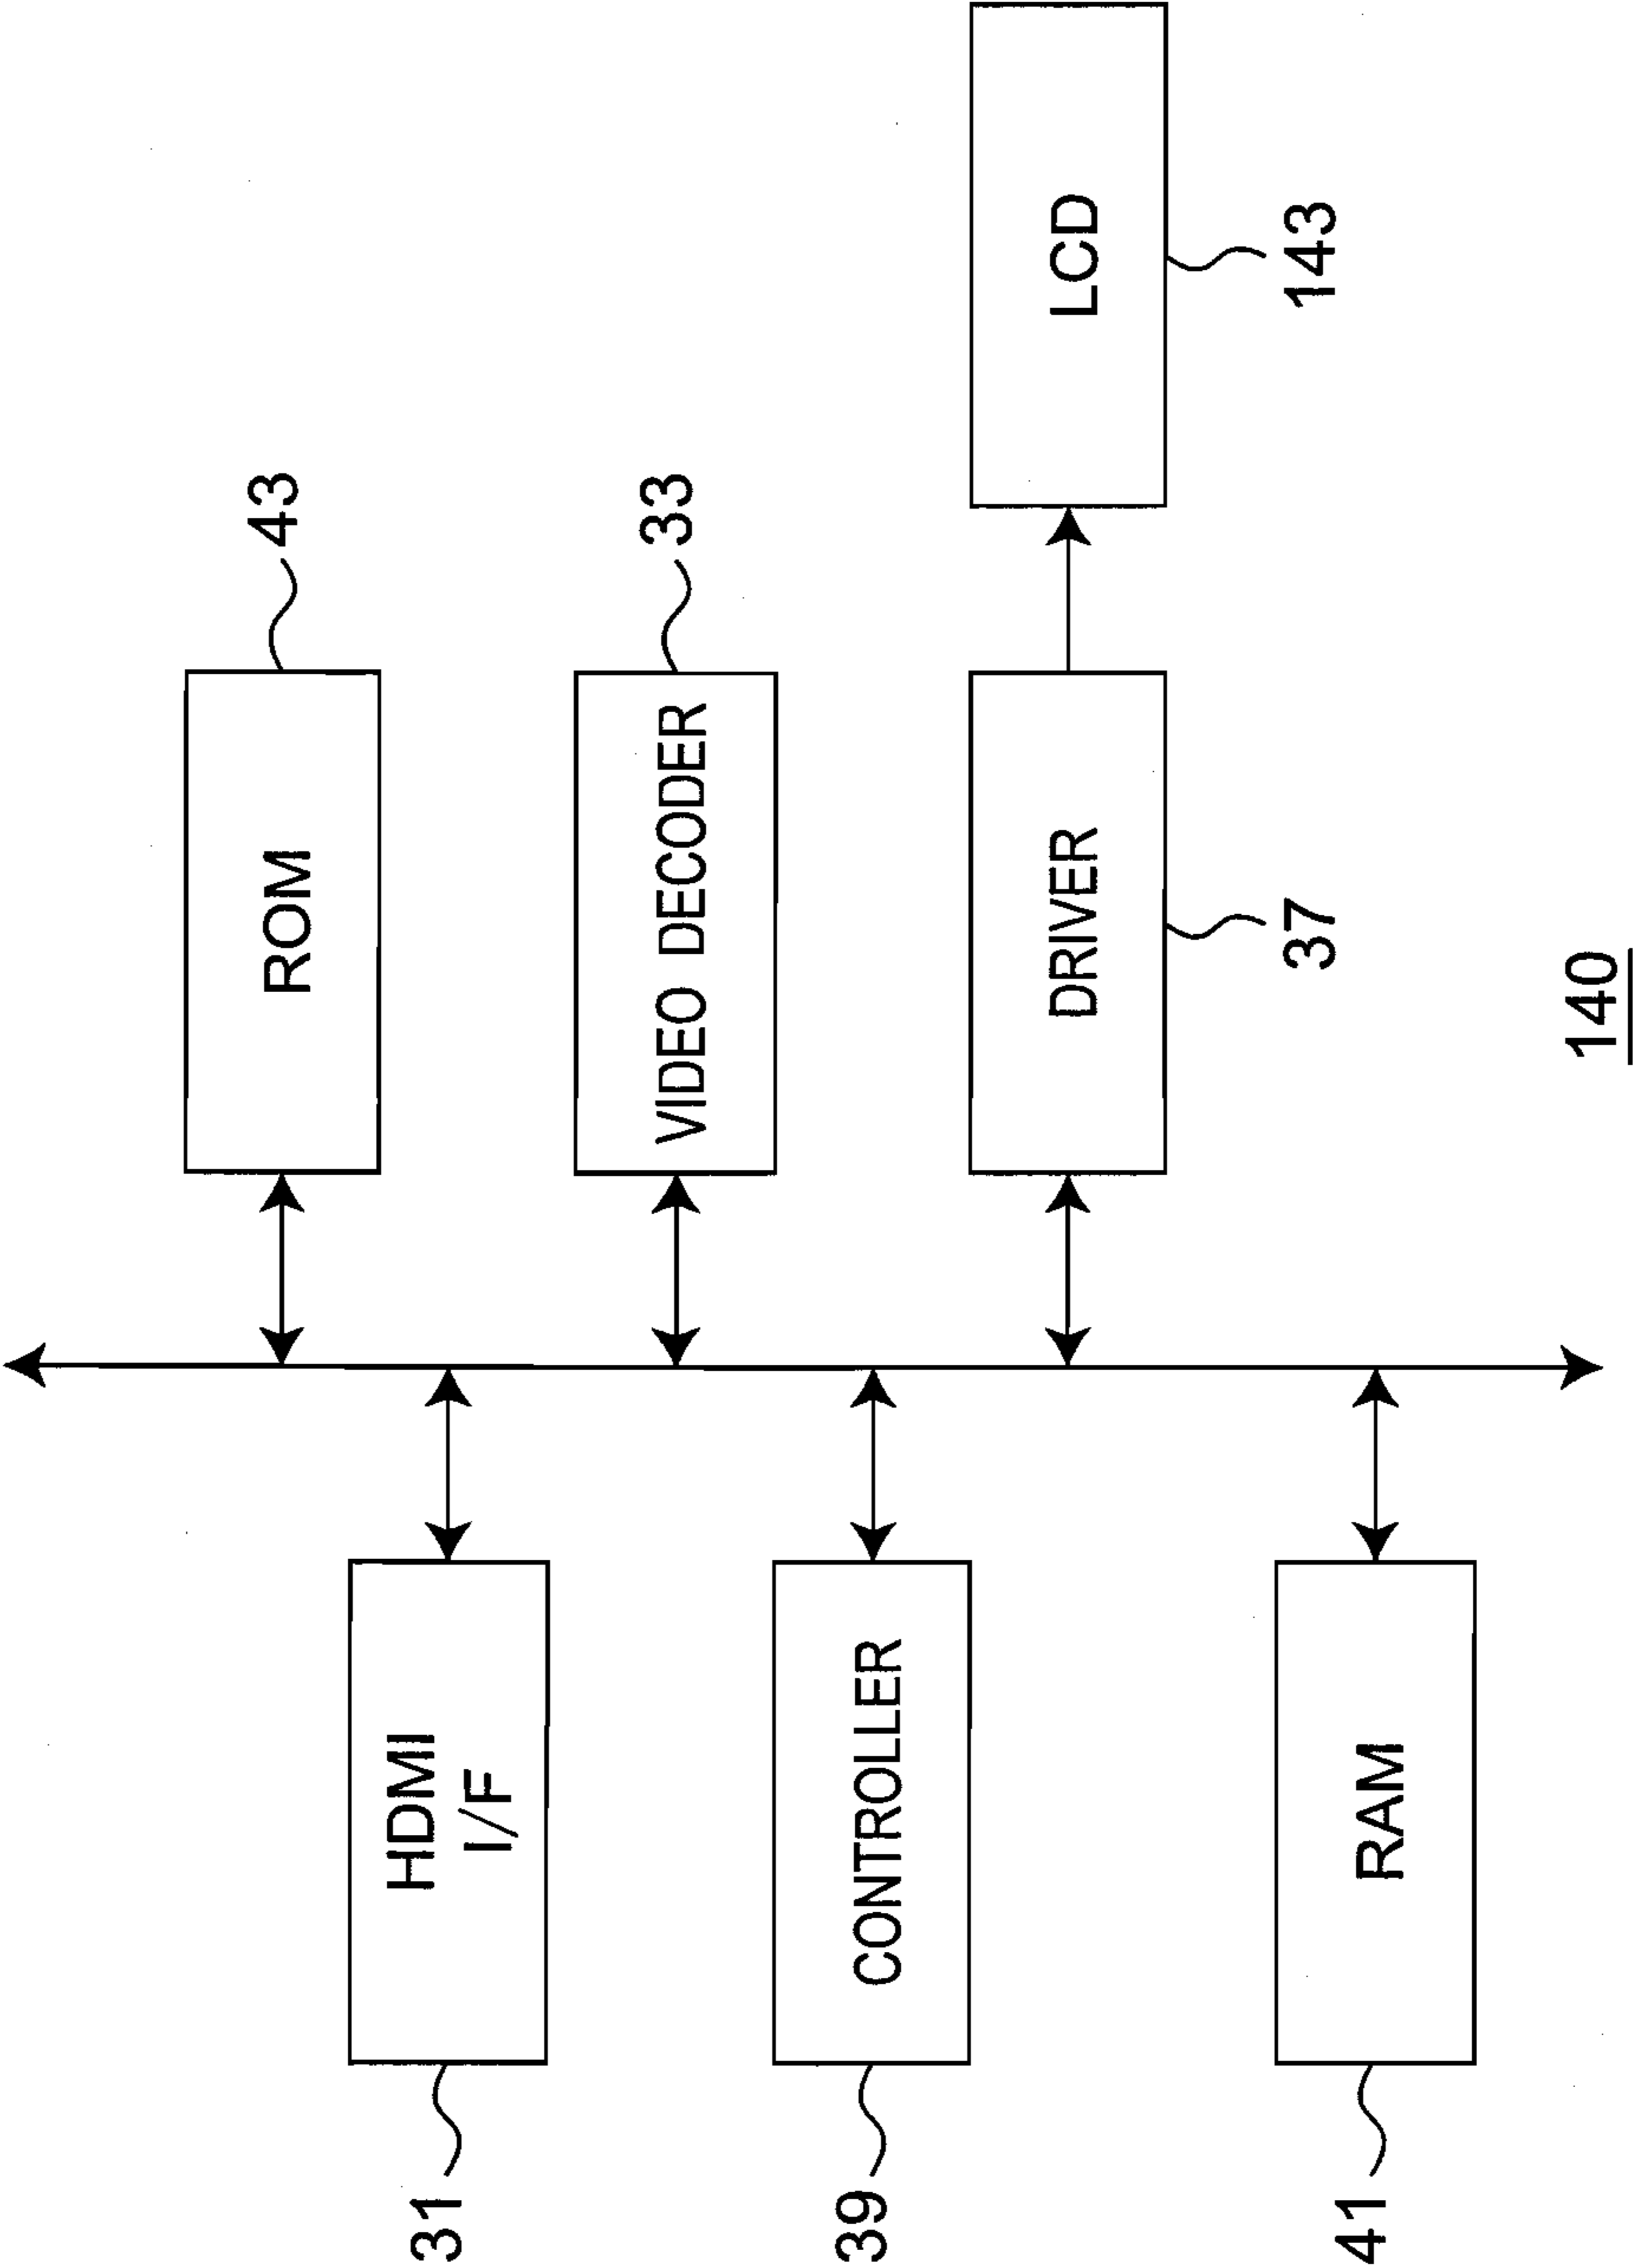 31
HDMI
I/F
39
CONTROLLER
41
RAM
ROM
43
VIDEO DECODER
33
DRIVER
37
LCD
143
140